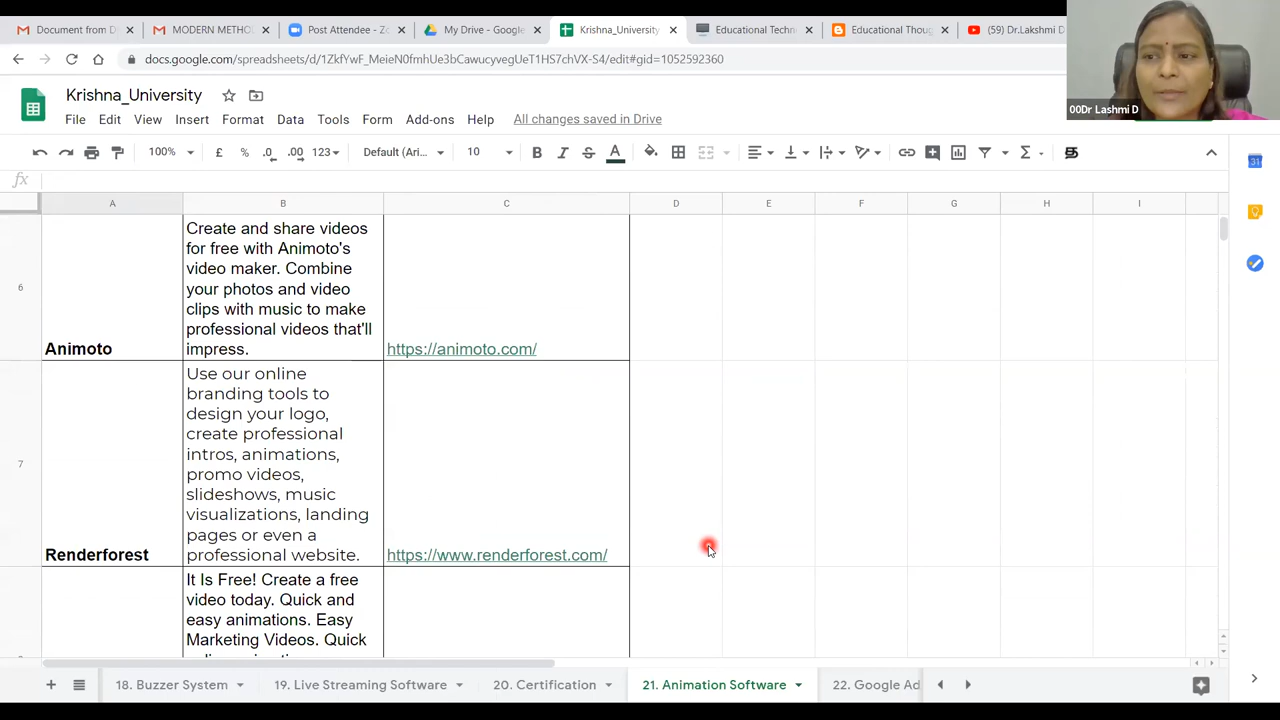 Document from D
MODERN METHO
Post Attendee - Zo
My Drive - Google
Krishna_University
Educational Techn
Educational Thou
(59) Dr.Lakshmi D
docs.google.com/spreadsheets/d/1ZkfYwF_MeieN0fmhUe3bCawucyvegUtT1HS7chVX-S4/edit#gid=1052592360
00Dr Lashmi D
Krishna_University
File Edit View Insert Format Data Tools Form Add-ons Help All changes saved in Drive
100% £ % .0 .00 123 Default (Ari... 10 B I S A Σ
fx
31
A B C D E F G H I
6
Create and share videos
for free with Animoto's
video maker. Combine
your photos and video
clips with music to make
professional videos that'll
impress.
Animoto
https://animoto.com/
7
Use our online
branding tools to
design your logo,
create professional
intros, animations,
promo videos,
slideshows, music
visualizations, landing
pages or even a
professional website.
Renderforest
https://www.renderforest.com/
It Is Free! Create a free
video today. Quick and
easy animations. Easy
Marketing Videos. Quick
18. Buzzer System
19. Live Streaming Software
20. Certification
21. Animation Software
22. Google Ad